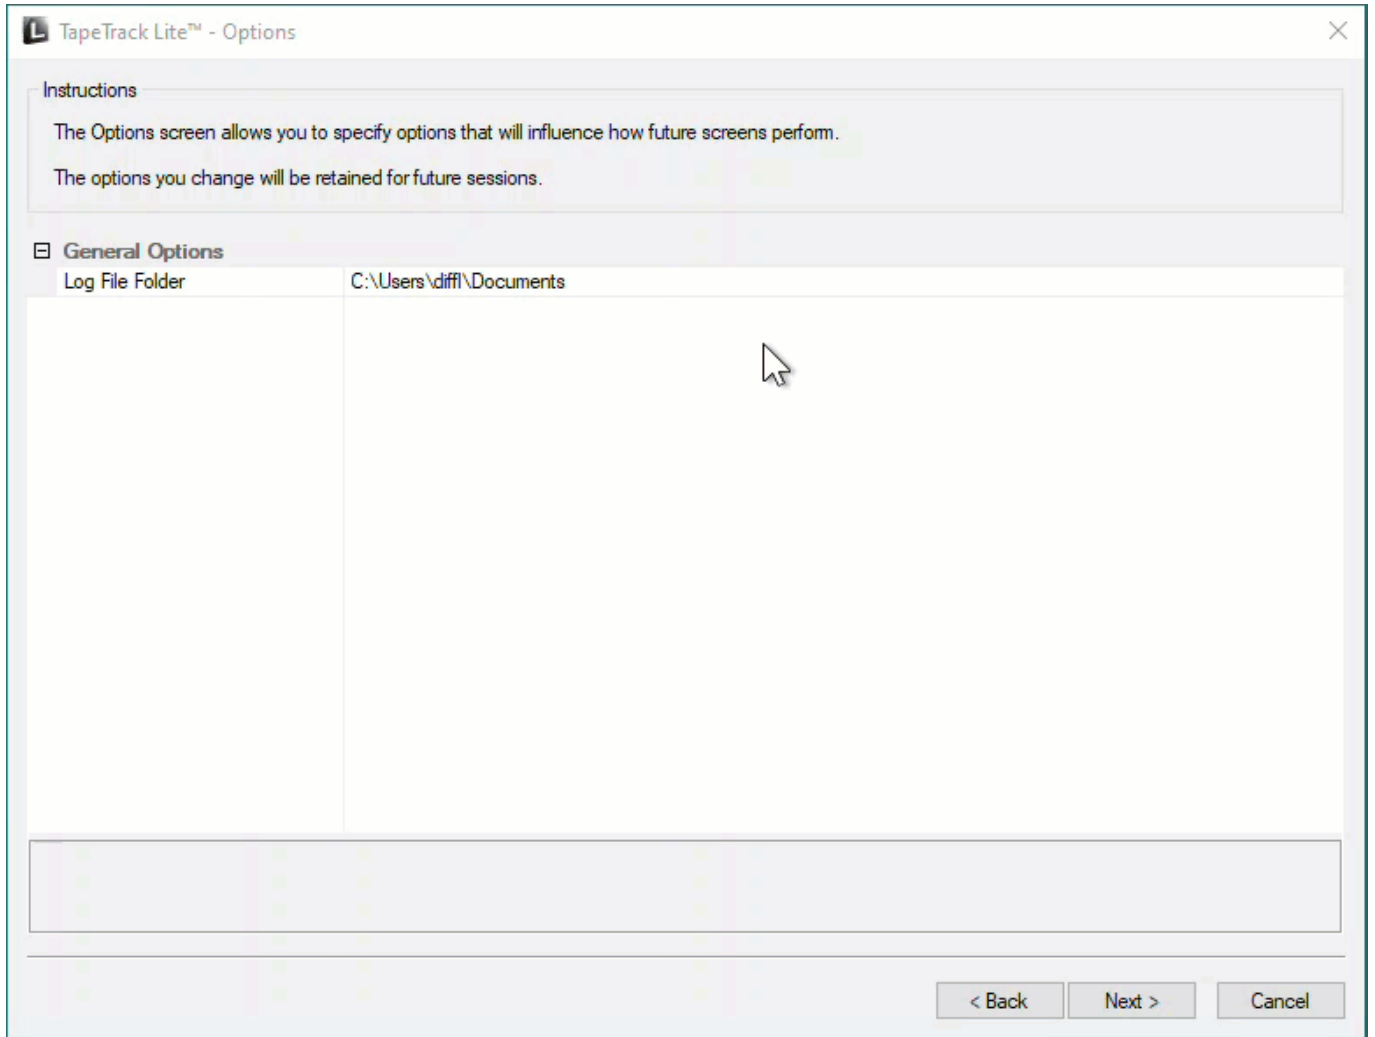 TapeTrack Lite™ - Options
Instructions
The Options screen allows you to specify options that will influence how future screens perform.
The options you change will be retained for future sessions.
General Options
Log File Folder C:\Users\diffl\Documents
< Back Next > Cancel